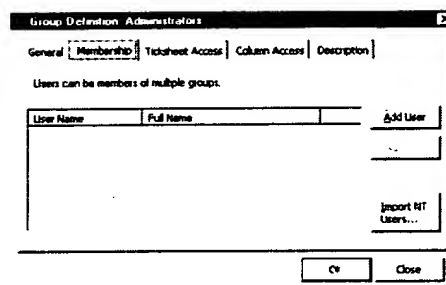 Group Definition Administrators
General Membership Ticksheet Access Column Access Description
Users can be members of multiple groups.
User Name Full Name Add User
Import NT
Users...
OK Close